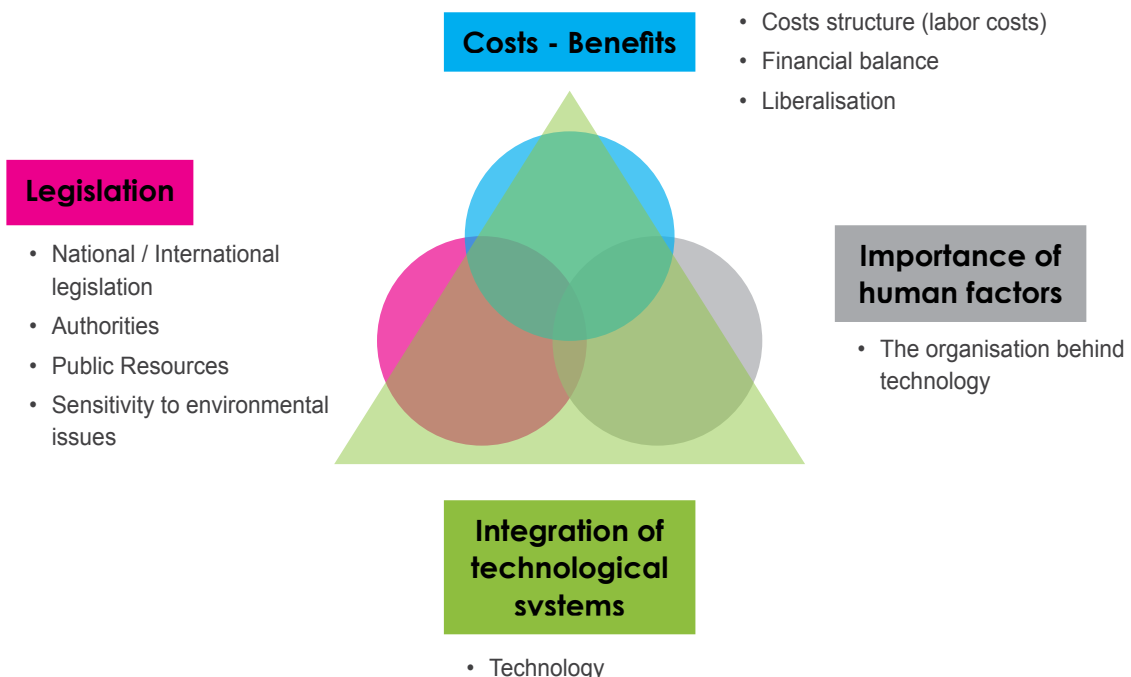 Costs - Benefits
• Costs structure (labor costs)
• Financial balance
• Liberalisation
Legislation
• National / International
legislation
• Authorities
• Public Resources
• Sensitivity to environmental
issues
Importance of
human factors
• The organisation behind
technology
Integration of
technological
systems
• Technology